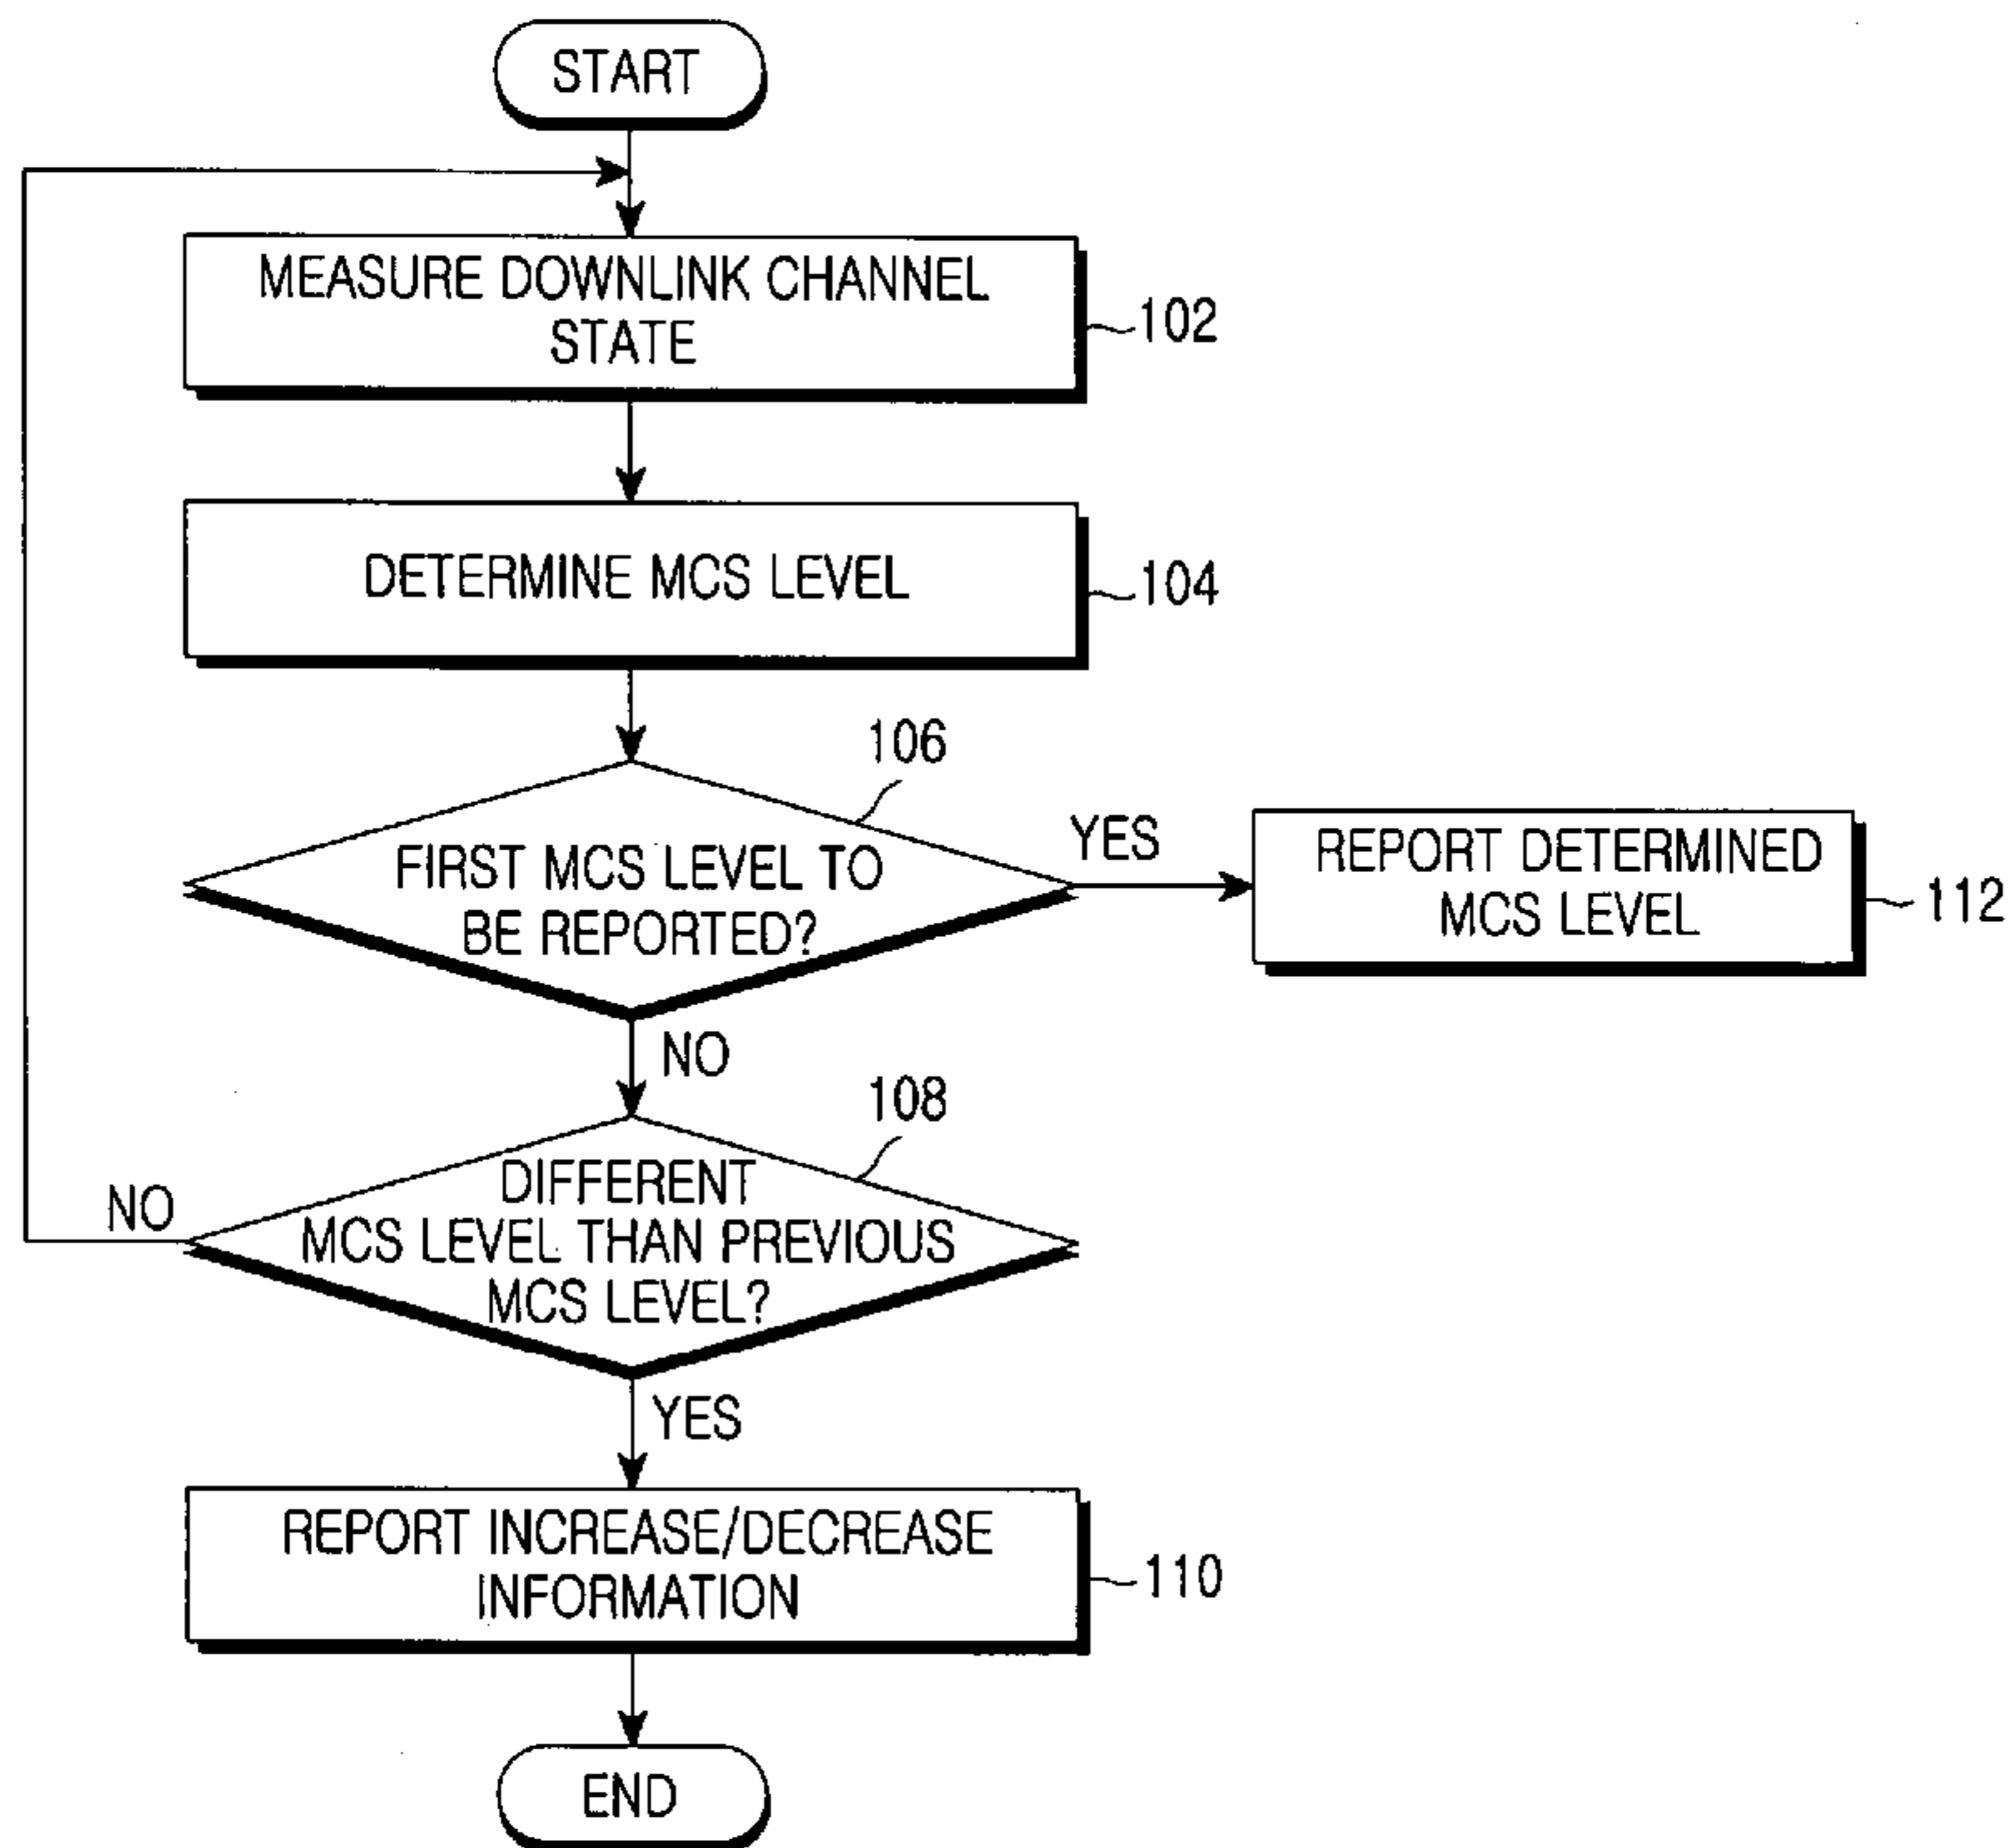 START
MEASURE DOWNLINK CHANNEL
STATE
102
DETERMINE MCS LEVEL
104
106
FIRST MCS LEVEL TO
BE REPORTED?
YES
REPORT DETERMINED
MCS LEVEL
112
NO
108
DIFFERENT
MCS LEVEL THAN PREVIOUS
MCS LEVEL?
NO
YES
REPORT INCREASE/DECREASE
INFORMATION
110
END